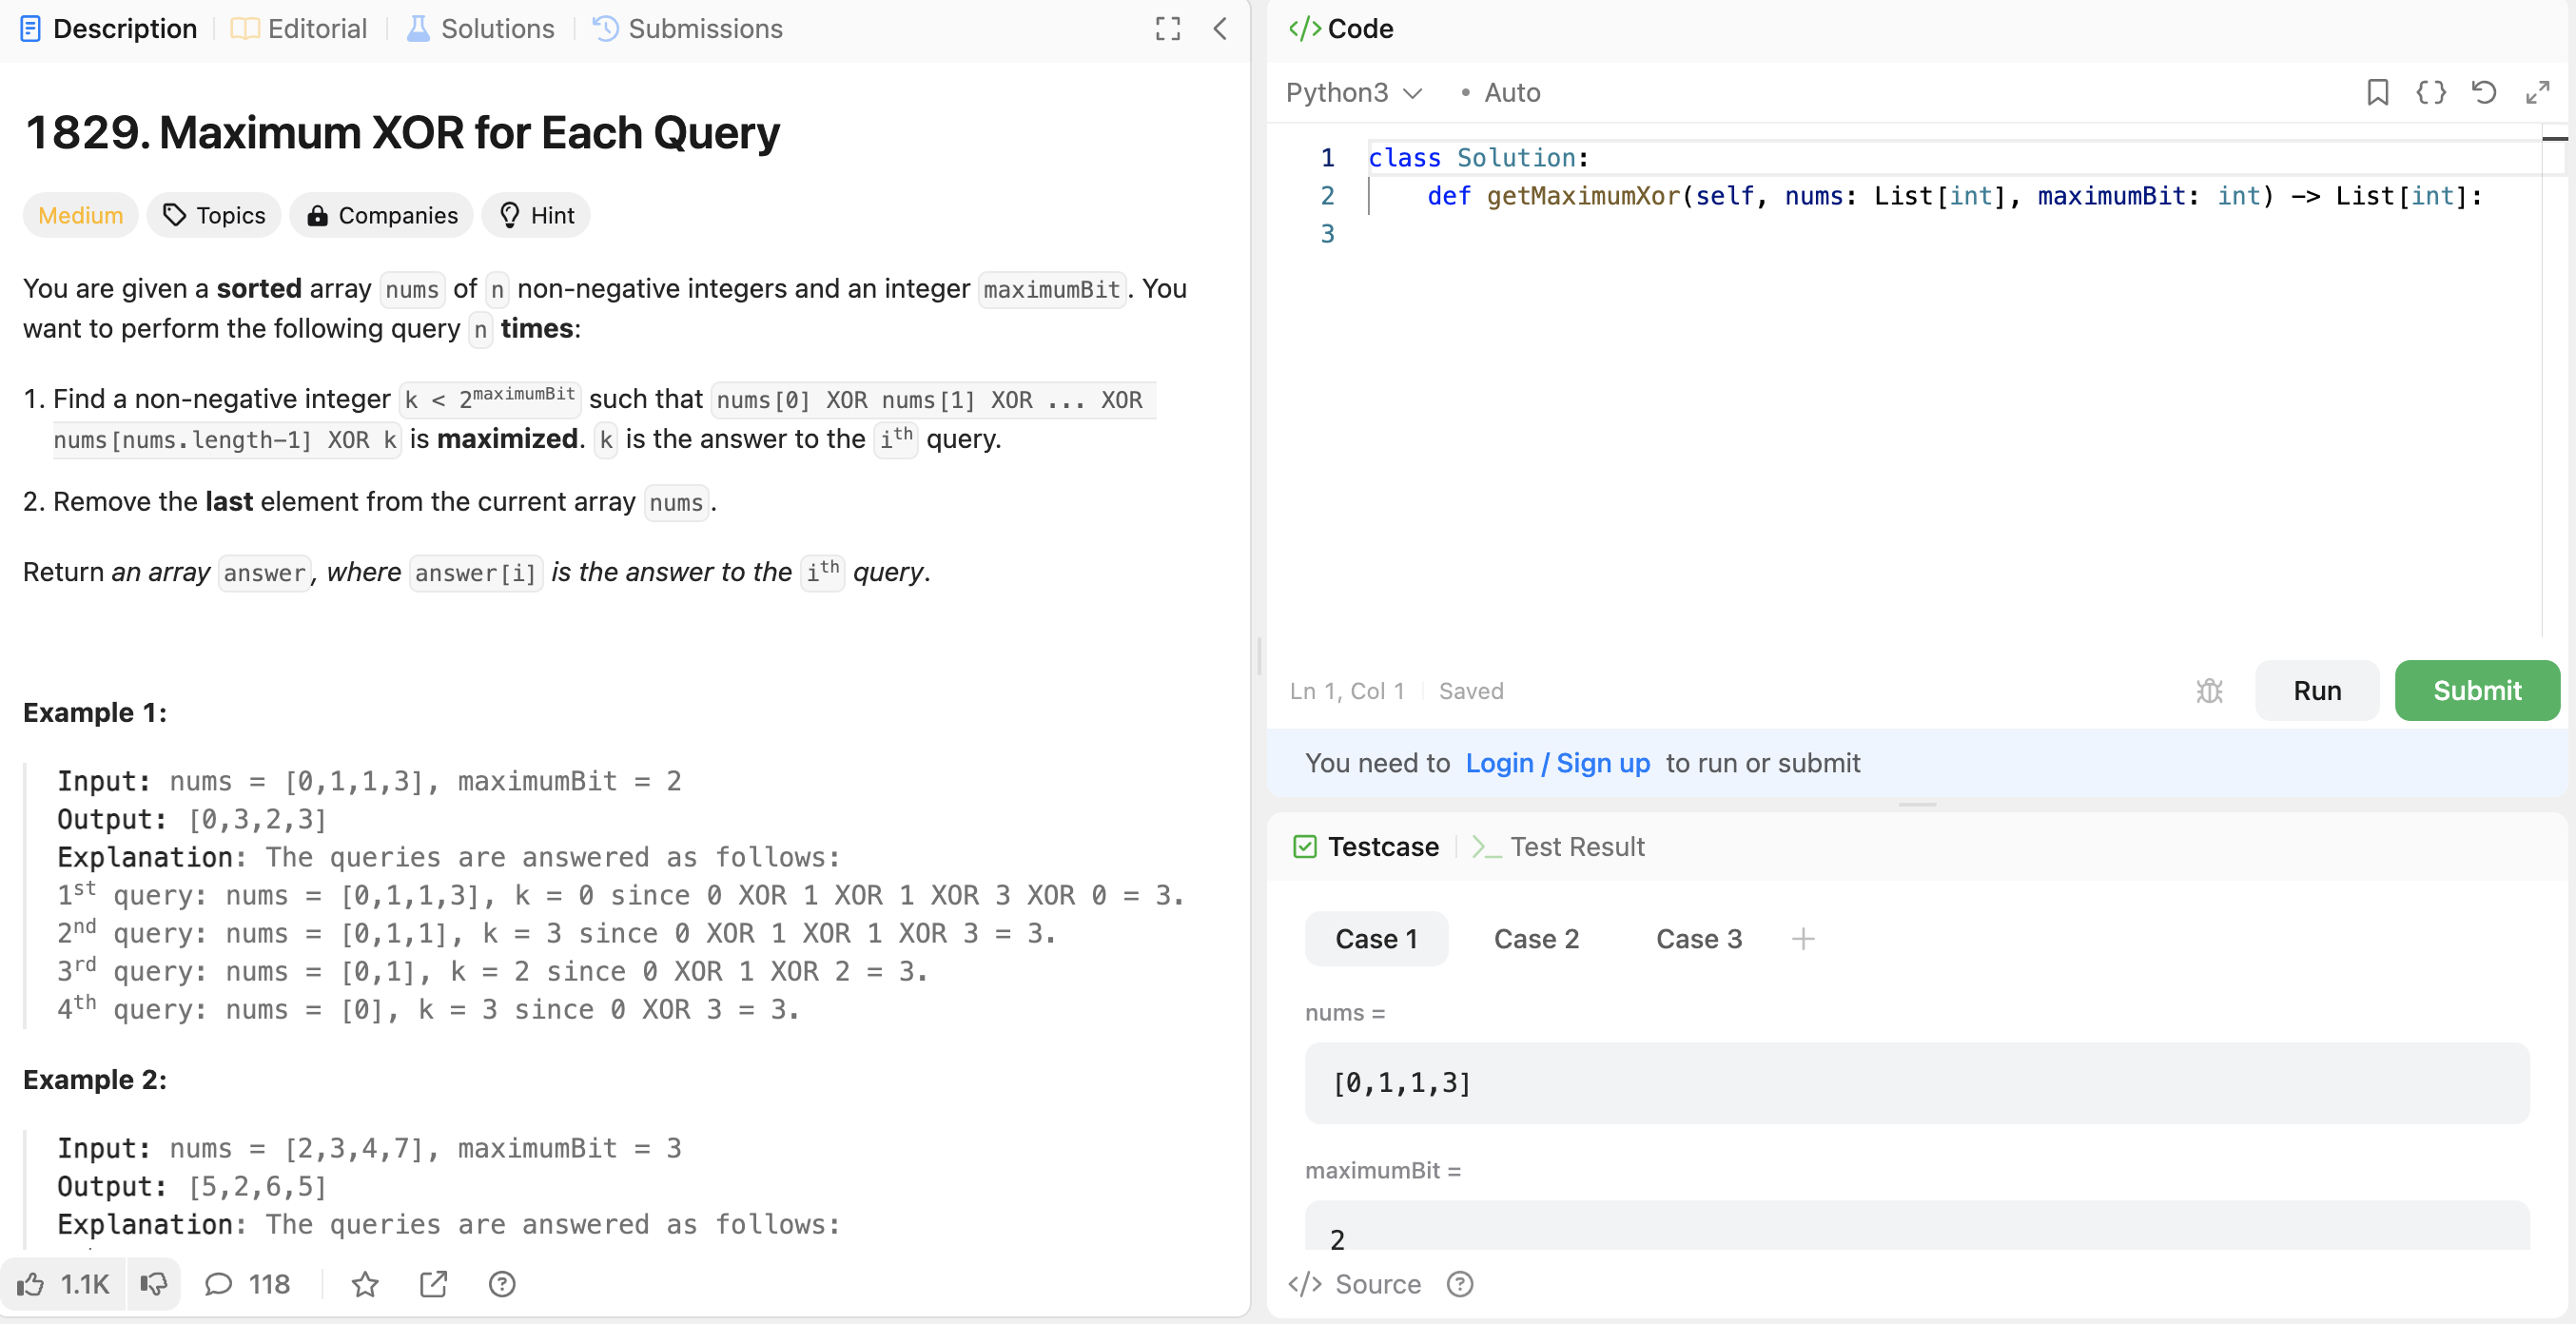 Description Editorial Solutions Submissions
1829. Maximum XOR for Each Query
Medium Topics Companies Hint
You are given a sorted array nums of n non-negative integers and an integer maximumBit. You
want to perform the following query n times:
1. Find a non-negative integer k < 2^maximumBit such that nums[0] XOR nums[1] XOR ... XOR
nums[nums.length-1] XOR k is maximized. k is the answer to the i^th query.
2. Remove the last element from the current array nums.
Return an array answer, where answer[i] is the answer to the i^th query.
Example 1:
Input: nums = [0,1,1,3], maximumBit = 2
Output: [0,3,2,3]
Explanation: The queries are answered as follows:
1^st query: nums = [0,1,1,3], k = 0 since 0 XOR 1 XOR 1 XOR 3 XOR 0 = 3.
2^nd query: nums = [0,1,1], k = 3 since 0 XOR 1 XOR 1 XOR 3 = 3.
3^rd query: nums = [0,1], k = 2 since 0 XOR 1 XOR 2 = 3.
4^th query: nums = [0], k = 3 since 0 XOR 3 = 3.
Example 2:
Input: nums = [2,3,4,7], maximumBit = 3
Output: [5,2,6,5]
Explanation: The queries are answered as follows:
1.1K 118
</> Code
Python3 • Auto
1 class Solution:
2     def getMaximumXor(self, nums: List[int], maximumBit: int) -> List[int]:
3
Ln 1, Col 1 Saved
Run Submit
You need to Login / Sign up to run or submit
Testcase >_ Test Result
Case 1 Case 2 Case 3 +
nums =
[0,1,1,3]
maximumBit =
2
</> Source